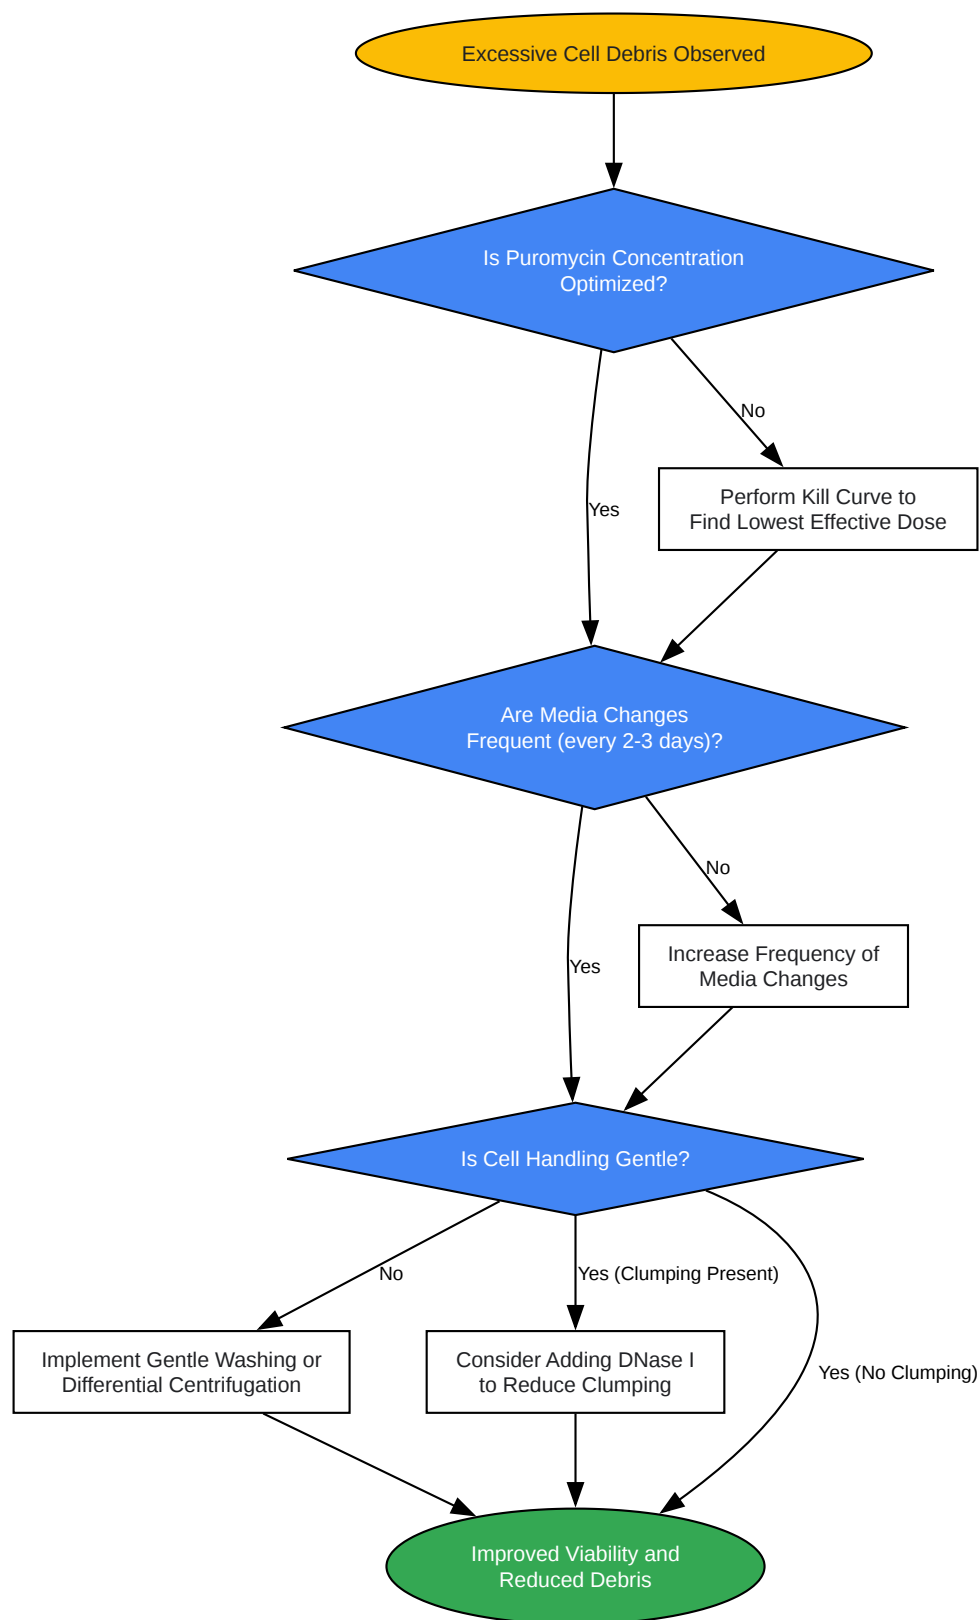 Excessive Cell Debris Observed
Is Puromycin Concentration
Optimized?
No
Perform Kill Curve to
Find Lowest Effective Dose
Yes
Are Media Changes
Frequent (every 2-3 days)?
No
Increase Frequency of
Media Changes
Yes
Is Cell Handling Gentle?
No
Yes (Clumping Present)
Yes (No Clumping)
Implement Gentle Washing or
Differential Centrifugation
Consider Adding DNase I
to Reduce Clumping
Improved Viability and
Reduced Debris